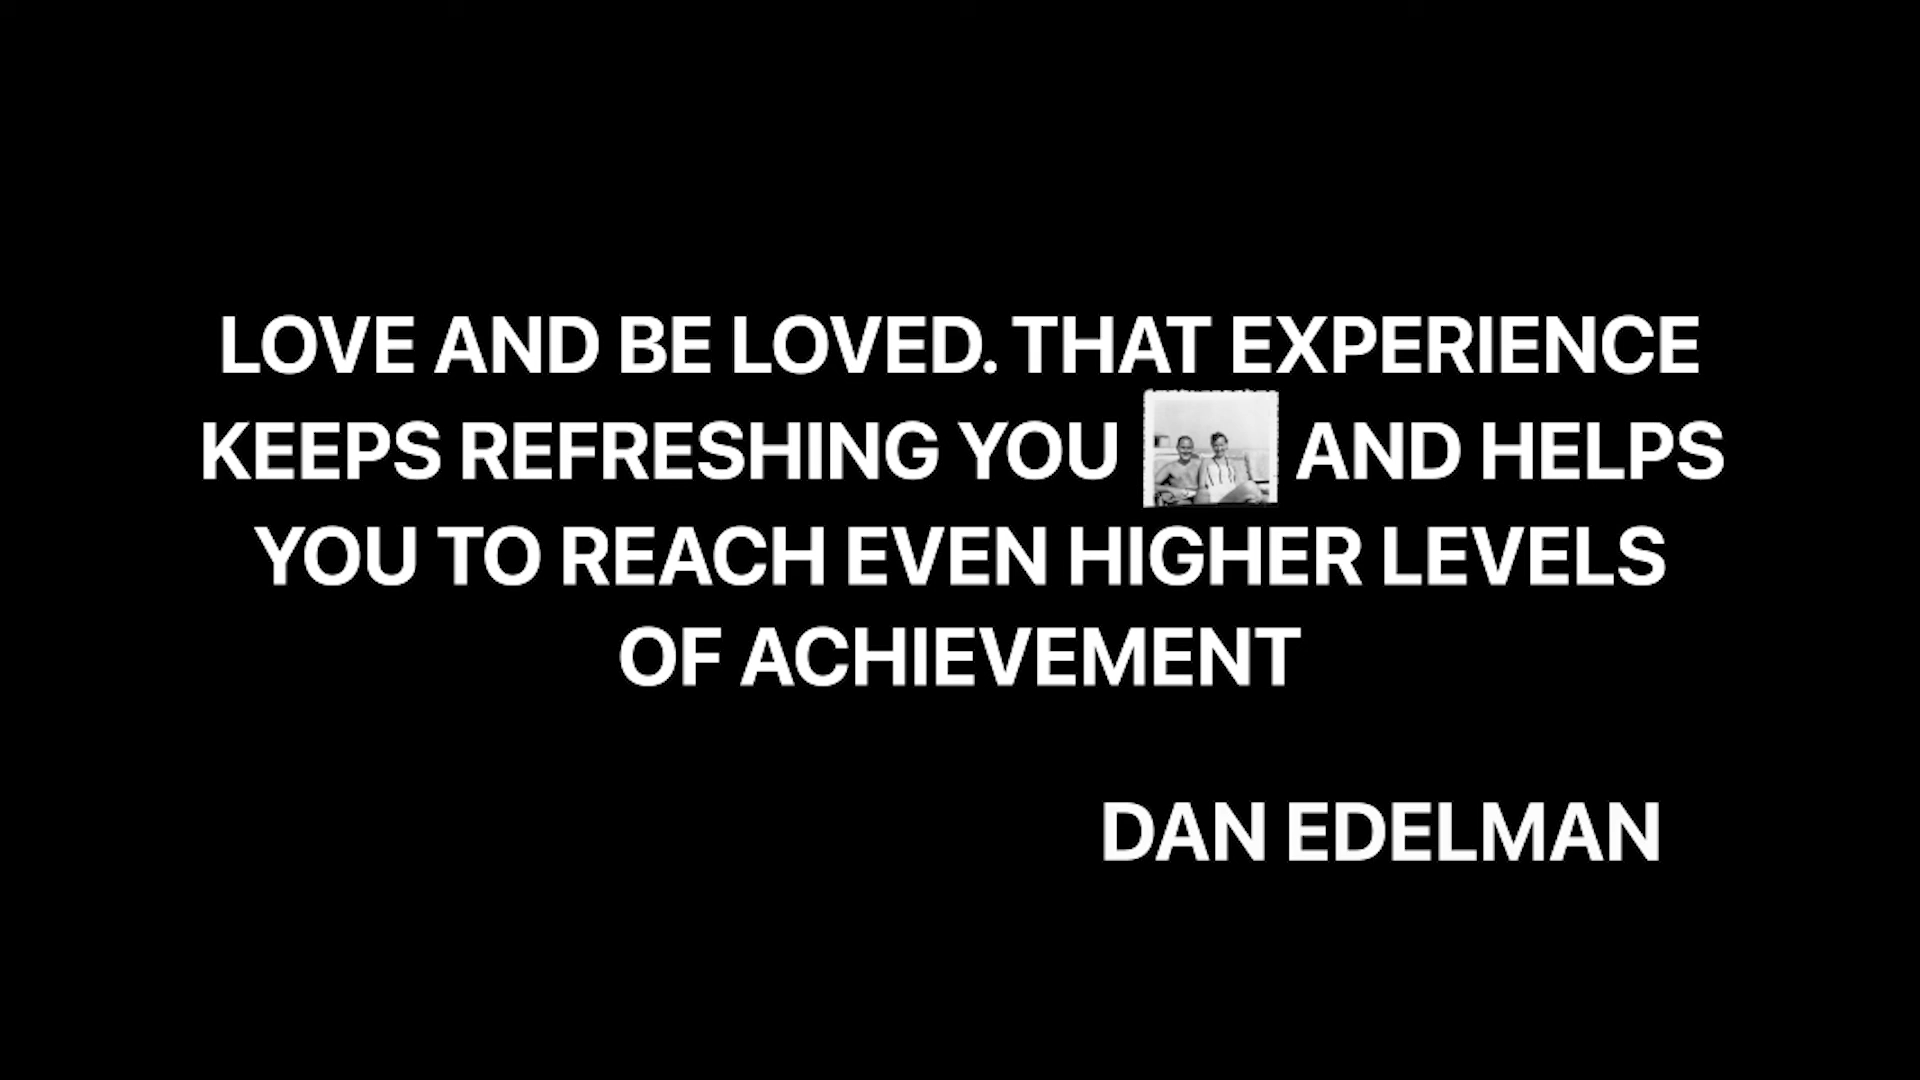 LOVE AND BE LOVED. THAT EXPERIENCE
KEEPS REFRESHING YOU AND HELPS
YOU TO REACH EVEN HIGHER LEVELS
OF ACHIEVEMENT
DAN EDELMAN